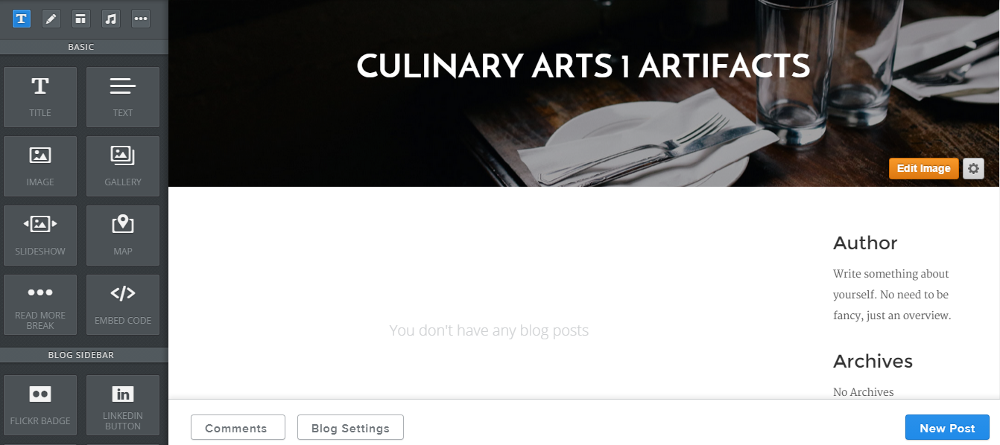 BASIC
TITLE
TEXT
IMAGE
GALLERY
SLIDESHOW
MAP
READ MORE
BREAK
EMBED CODE
BLOG SIDEBAR
FLICKR BADGE
LINKEDIN
BUTTON
CULINARY ARTS 1 ARTIFACTS
Edit Image
You don't have any blog posts
Author
Write something about
yourself. No need to be
fancy, just an overview.
Archives
No Archives
Comments
Blog Settings
New Post